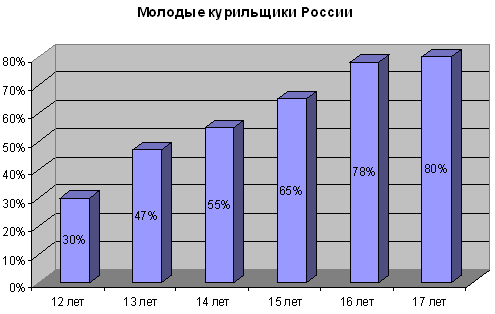 Молодые курильщики России
80%
70%
60%
50%
40%
30%
20%
10%
0%
30%
47%
55%
65%
78%
80%
12 лет
13 лет
14 лет
15 лет
16 лет
17 лет